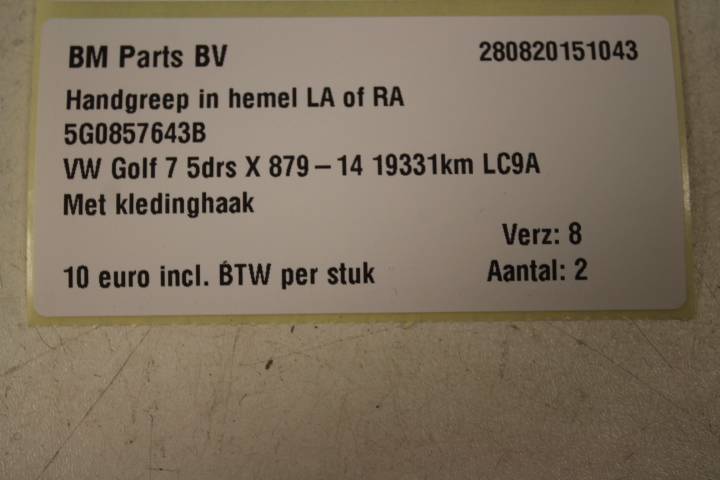 BM Parts BV 280820151043
Handgreep in hemel LA of RA
5G0857643B
VW Golf 7 5drs X 879-14 19331km LC9A
Met kledinghaak
Verz: 8
10 euro incl. BTW per stuk Aantal: 2